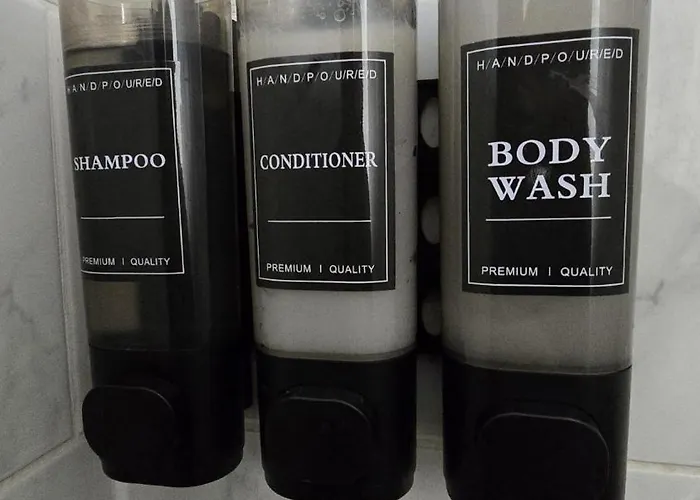 H/A/N/D/P/O/U/R/E/D
SHAMPOO
PREMIUM | QUALITY
H/A/N/D/P/O/U/R/E/D
CONDITIONER
PREMIUM | QUALITY
H/A/N/D/P/O/U/R/E/D
BODY
WASH
PREMIUM | QUALITY